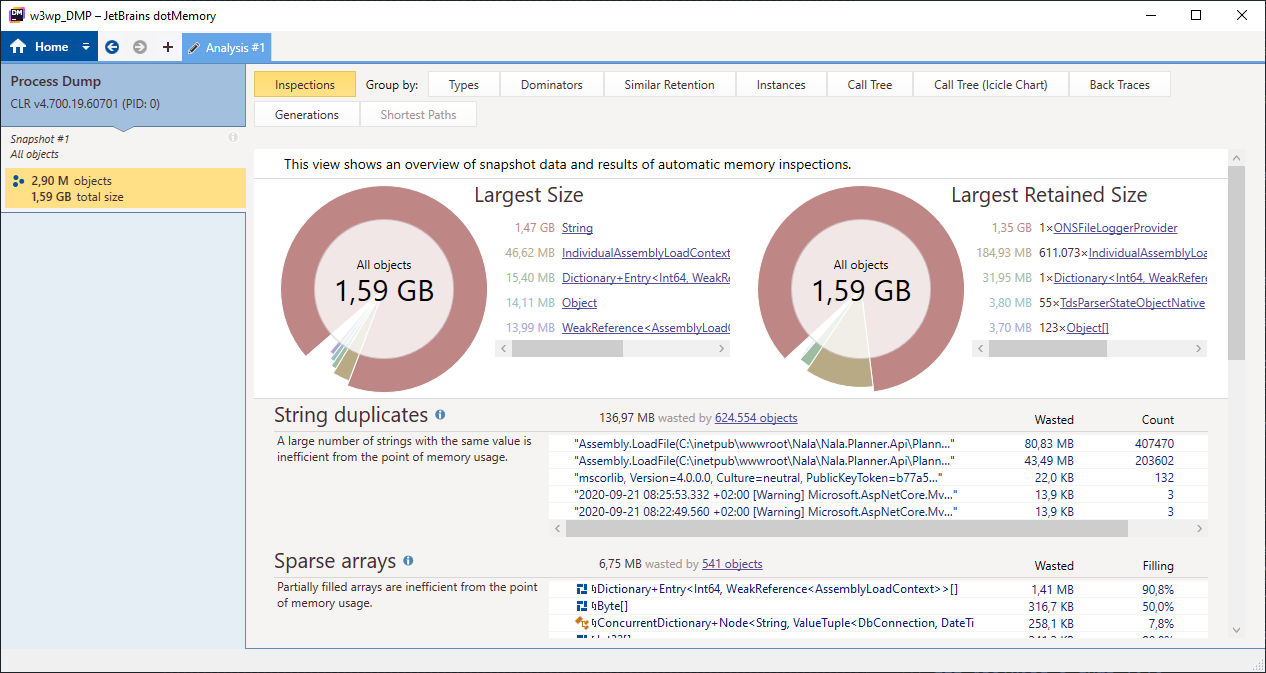 w3wp_DMP – JetBrains dotMemory
Home
Analysis #1
Process Dump
CLR v4.700.19.60701 (PID: 0)
Snapshot #1
All objects
2,90 M objects
1,59 GB total size
Inspections
Group by:
Types
Dominators
Similar Retention
Instances
Call Tree
Call Tree (Icicle Chart)
Back Traces
Generations
Shortest Paths
This view shows an overview of snapshot data and results of automatic memory inspections.
All objects
1,59 GB
Largest Size
1,47 GB String
46,62 MB IndividualAssemblyLoadContext
15,40 MB Dictionary+Entry<Int64, WeakRe
14,11 MB Object
13,99 MB WeakReference<AssemblyLoadC
All objects
1,59 GB
Largest Retained Size
1,35 GB 1×ONSFileLoggerProvider
184,93 MB 611.073×IndividualAssemblyLoa
31,95 MB 1×Dictionary<Int64, WeakRefere
3,80 MB 55×TdsParserStateObjectNative
3,70 MB 123×Object[]
String duplicates
136,97 MB wasted by 624.554 objects
Wasted Count
A large number of strings with the same value is
inefficient from the point of memory usage.
"Assembly.LoadFile(C:\inetpub\wwwroot\Nala\Nala.Planner.Api\Plann..." 80,83 MB 407470
"Assembly.LoadFile(C:\inetpub\wwwroot\Nala\Nala.Planner.Api\Plann..." 43,49 MB 203602
"mscorlib, Version=4.0.0.0, Culture=neutral, PublicKeyToken=b77a5..." 22,0 KB 132
"2020-09-21 08:25:53.332 +02:00 [Warning] Microsoft.AspNetCore.Mv..." 13,9 KB 3
"2020-09-21 08:22:49.560 +02:00 [Warning] Microsoft.AspNetCore.Mv..." 13,9 KB 3
Sparse arrays
6,75 MB wasted by 541 objects
Wasted Filling
Partially filled arrays are inefficient from the point
of memory usage.
Dictionary+Entry<Int64, WeakReference<AssemblyLoadContext>>[] 1,41 MB 90,8%
Byte[] 316,7 KB 50,0%
ConcurrentDictionary+Node<String, ValueTuple<DbConnection, DateTi 258,1 KB 7,8%